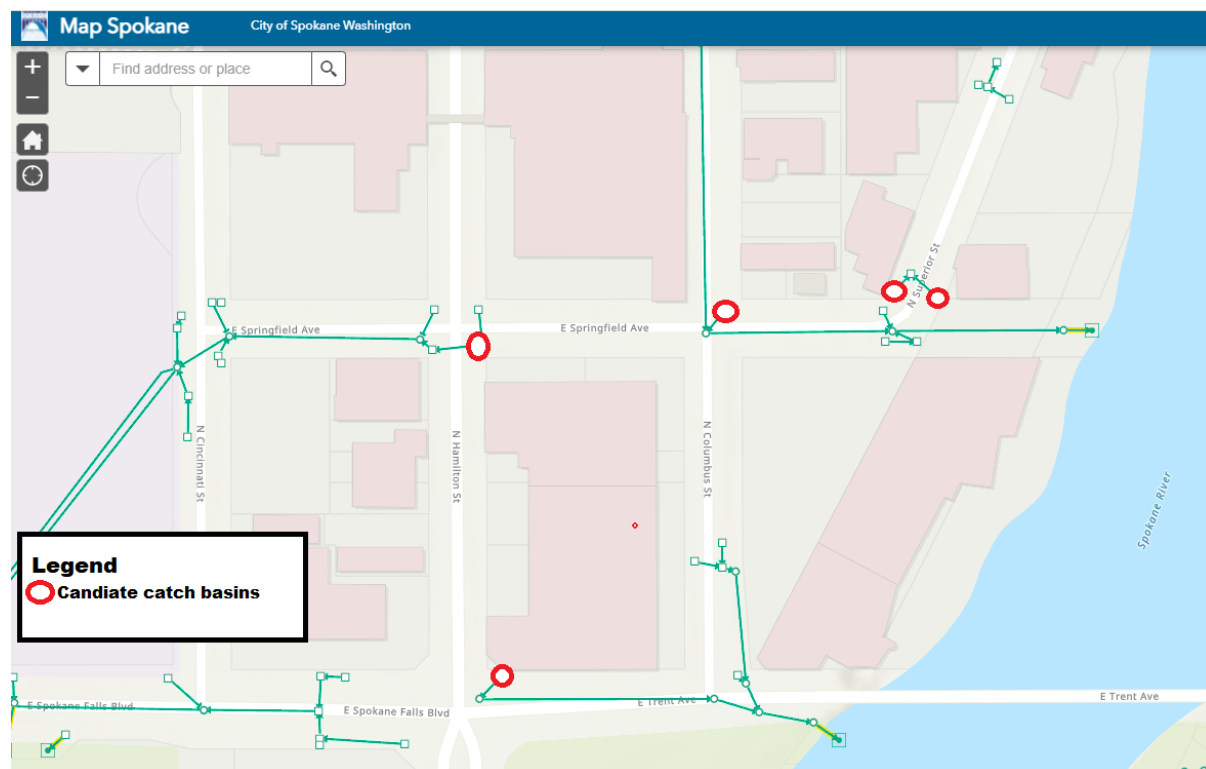 Map Spokane
City of Spokane Washington
+
Find address or place
−
N Superior St
E Springfield Ave
E Springfield Ave
N Cincinnati St
N Hamilton St
N Columbus St
Spokane River
Legend
Candiate catch basins
E Spokane Falls Blvd
E Spokane Falls Blvd
E Trent Ave
E Trent Ave